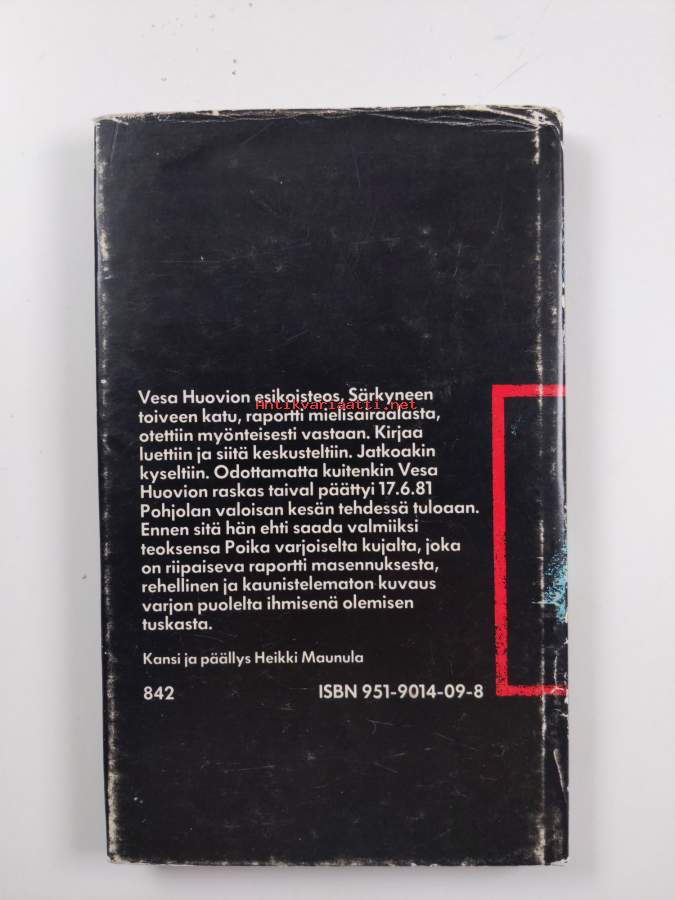 Vesa Huovion esikoisteos, Särkyneen
toiveen katu, raportti mielisairaalasta,
Antikvariaatti.net
otettiin myönteisesti vastaan. Kirjaa
luettiin ja siitä keskusteltiin. Jatkoakin
kyseltiin. Odottamatta kuitenkin Vesa
Huovion raskas taival päättyi 17.6.81
Pohjolan valoisan kesän tehdessä tuloaan.
Ennen sitä hän ehti saada valmiiksi
teoksensa Poika varjoiselta kujalta, joka
on riipaiseva raportti masennuksesta,
rehellinen ja kaunistelematon kuvaus
varjon puolelta ihmisenä olemisen
tuskasta.
Kansi ja päällys Heikki Maunula
842 ISBN 951-9014-09-8